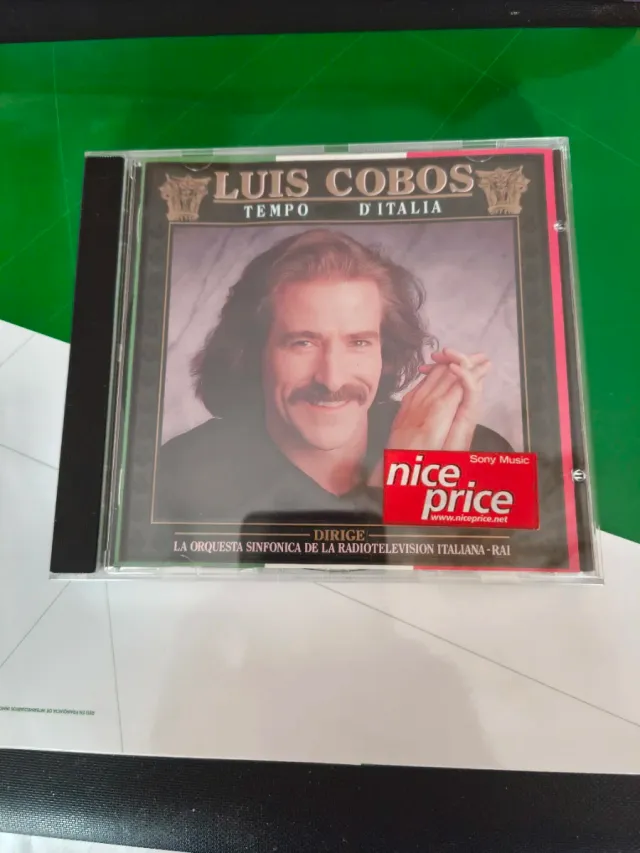 LUIS COBOS
TEMPO D'ITALIA
Sony Music
nice
price
www.niceprice.net
DIRIGE
LA ORQUESTA SINFONICA DE LA RADIOTELEVISION ITALIANA - RAI